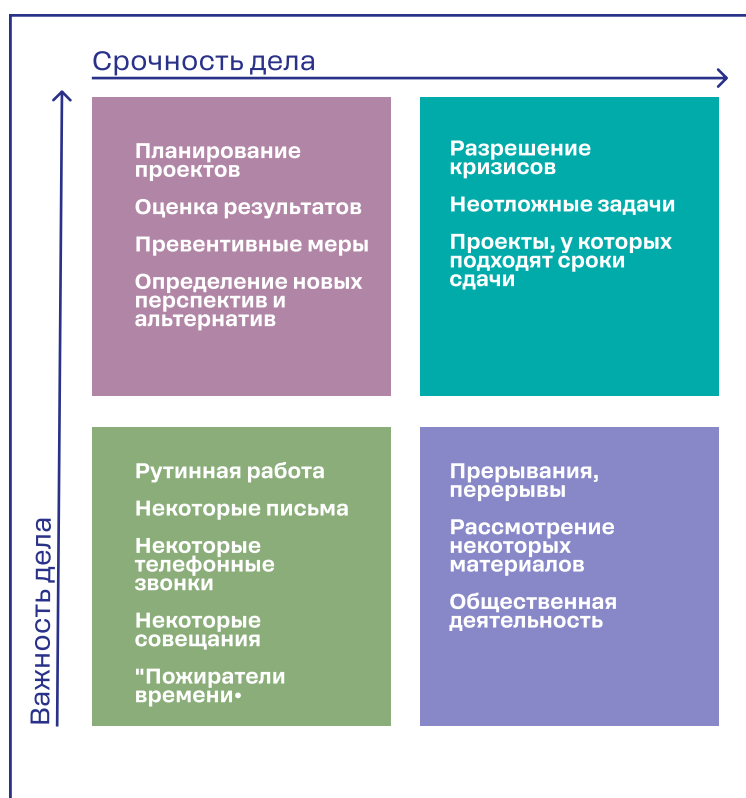 Срочность дела
Важность дела
Планирование
проектов
Оценка результатов
Превентивные меры
Определение новых
перспектив и
альтернатив
Разрешение
кризисов
Неотложные задачи
Проекты, у которых
подходят сроки
сдачи
Рутинная работа
Некоторые письма
Некоторые
телефонные
звонки
Некоторые
совещания
"Пожиратели
времени•
Прерывания,
перерывы
Рассмотрение
некоторых
материалов
Общественная
деятельность